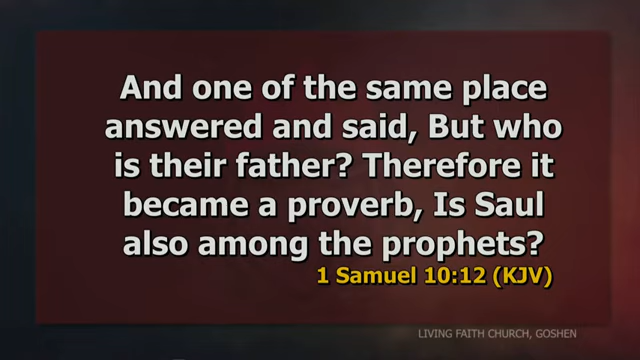 And one of the same place
answered and said, But who
is their father? Therefore it
became a proverb, Is Saul
also among the prophets?
1 Samuel 10:12 (KJV)
LIVING FAITH CHURCH, GOSHEN